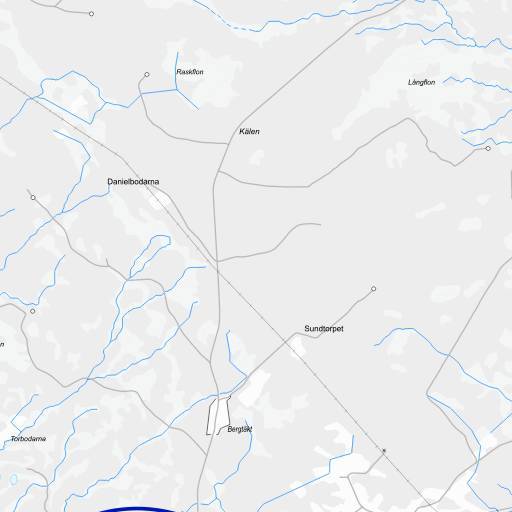 Raskflon
Långflon
Kälen
Danielbodarna
Sundtorpet
Bergtäkt
Torbodarna